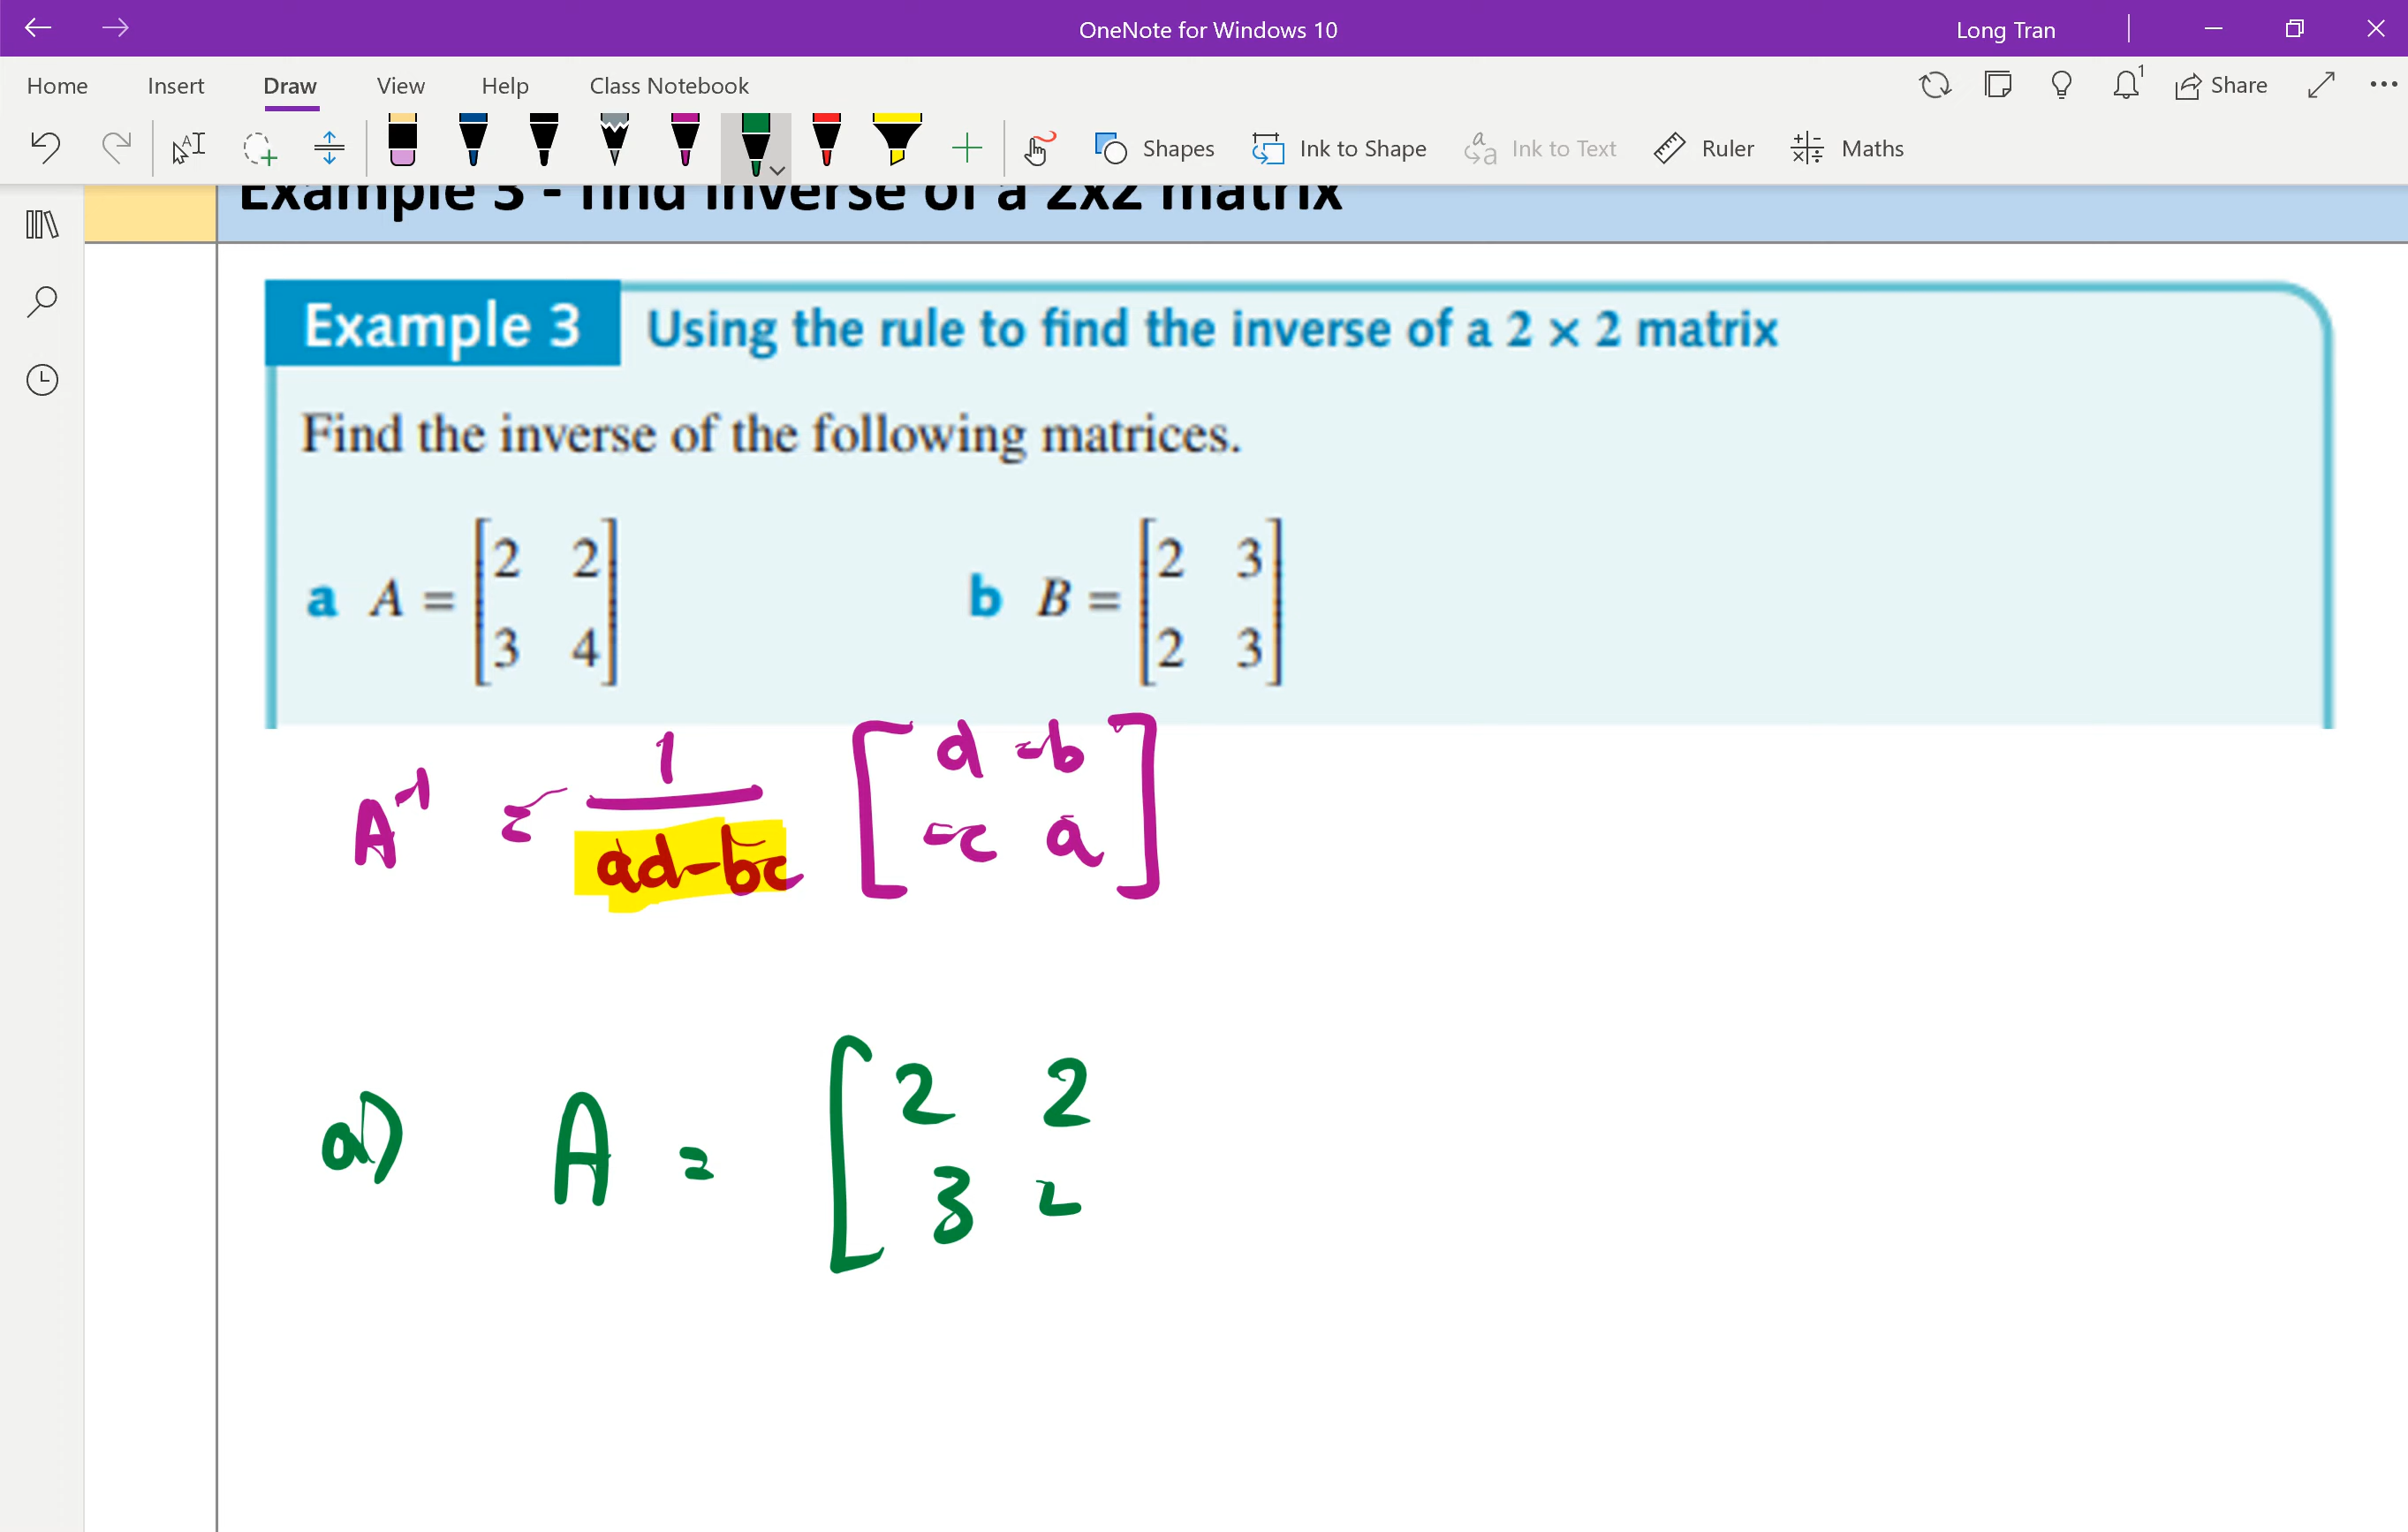 OneNote for Windows 10 Long Tran
Home Insert Draw View Help Class Notebook 1 Share
Shapes Ink to Shape Ink to Text Ruler Maths
Example 3 - find inverse of a 2x2 matrix
Example 3 Using the rule to find the inverse of a 2 × 2 matrix
Find the inverse of the following matrices.
a A = [2 2
3 4]
b B = [2 3
2 3]
A⁻¹ = 1
ad-bc
[d -b
-c a]
a) A = [2 2
3 2